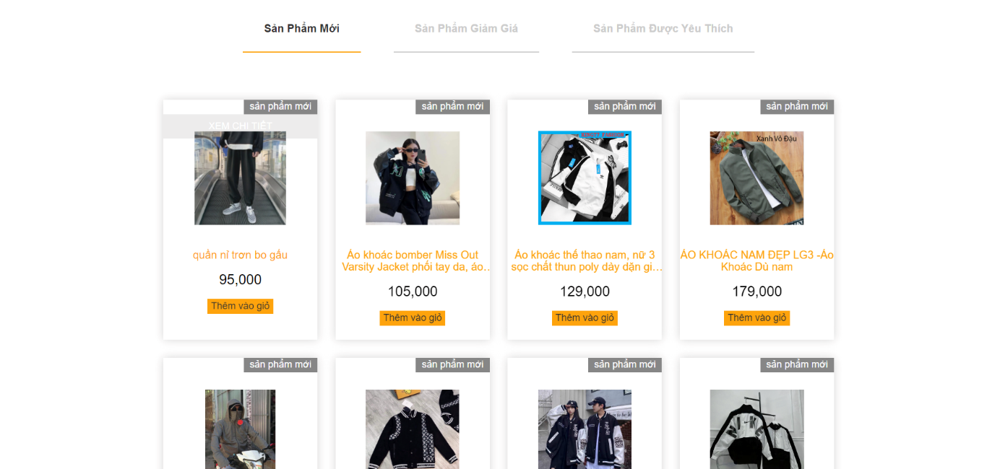 Sản Phẩm Mới
Sản Phẩm Giảm Giá
Sản Phẩm Được Yêu Thích
sản phẩm mới
sản phẩm mới
sản phẩm mới
sản phẩm mới
XEM CHI TIẾT
Xanh Vỏ Đậu
quần nỉ trơn bo gấu
95,000
Thêm vào giỏ
Áo khoác bomber Miss Out
Varsity Jacket phối tay da, áo..
105,000
Thêm vào giỏ
Áo khoác thể thao nam, nữ 3
sọc chất thun poly dày dặn gi...
129,000
Thêm vào giỏ
ÁO KHOÁC NAM ĐẸP LG3 -Áo
Khoác Dù nam
179,000
Thêm vào giỏ
sản phẩm mới
sản phẩm mới
sản phẩm mới
sản phẩm mới